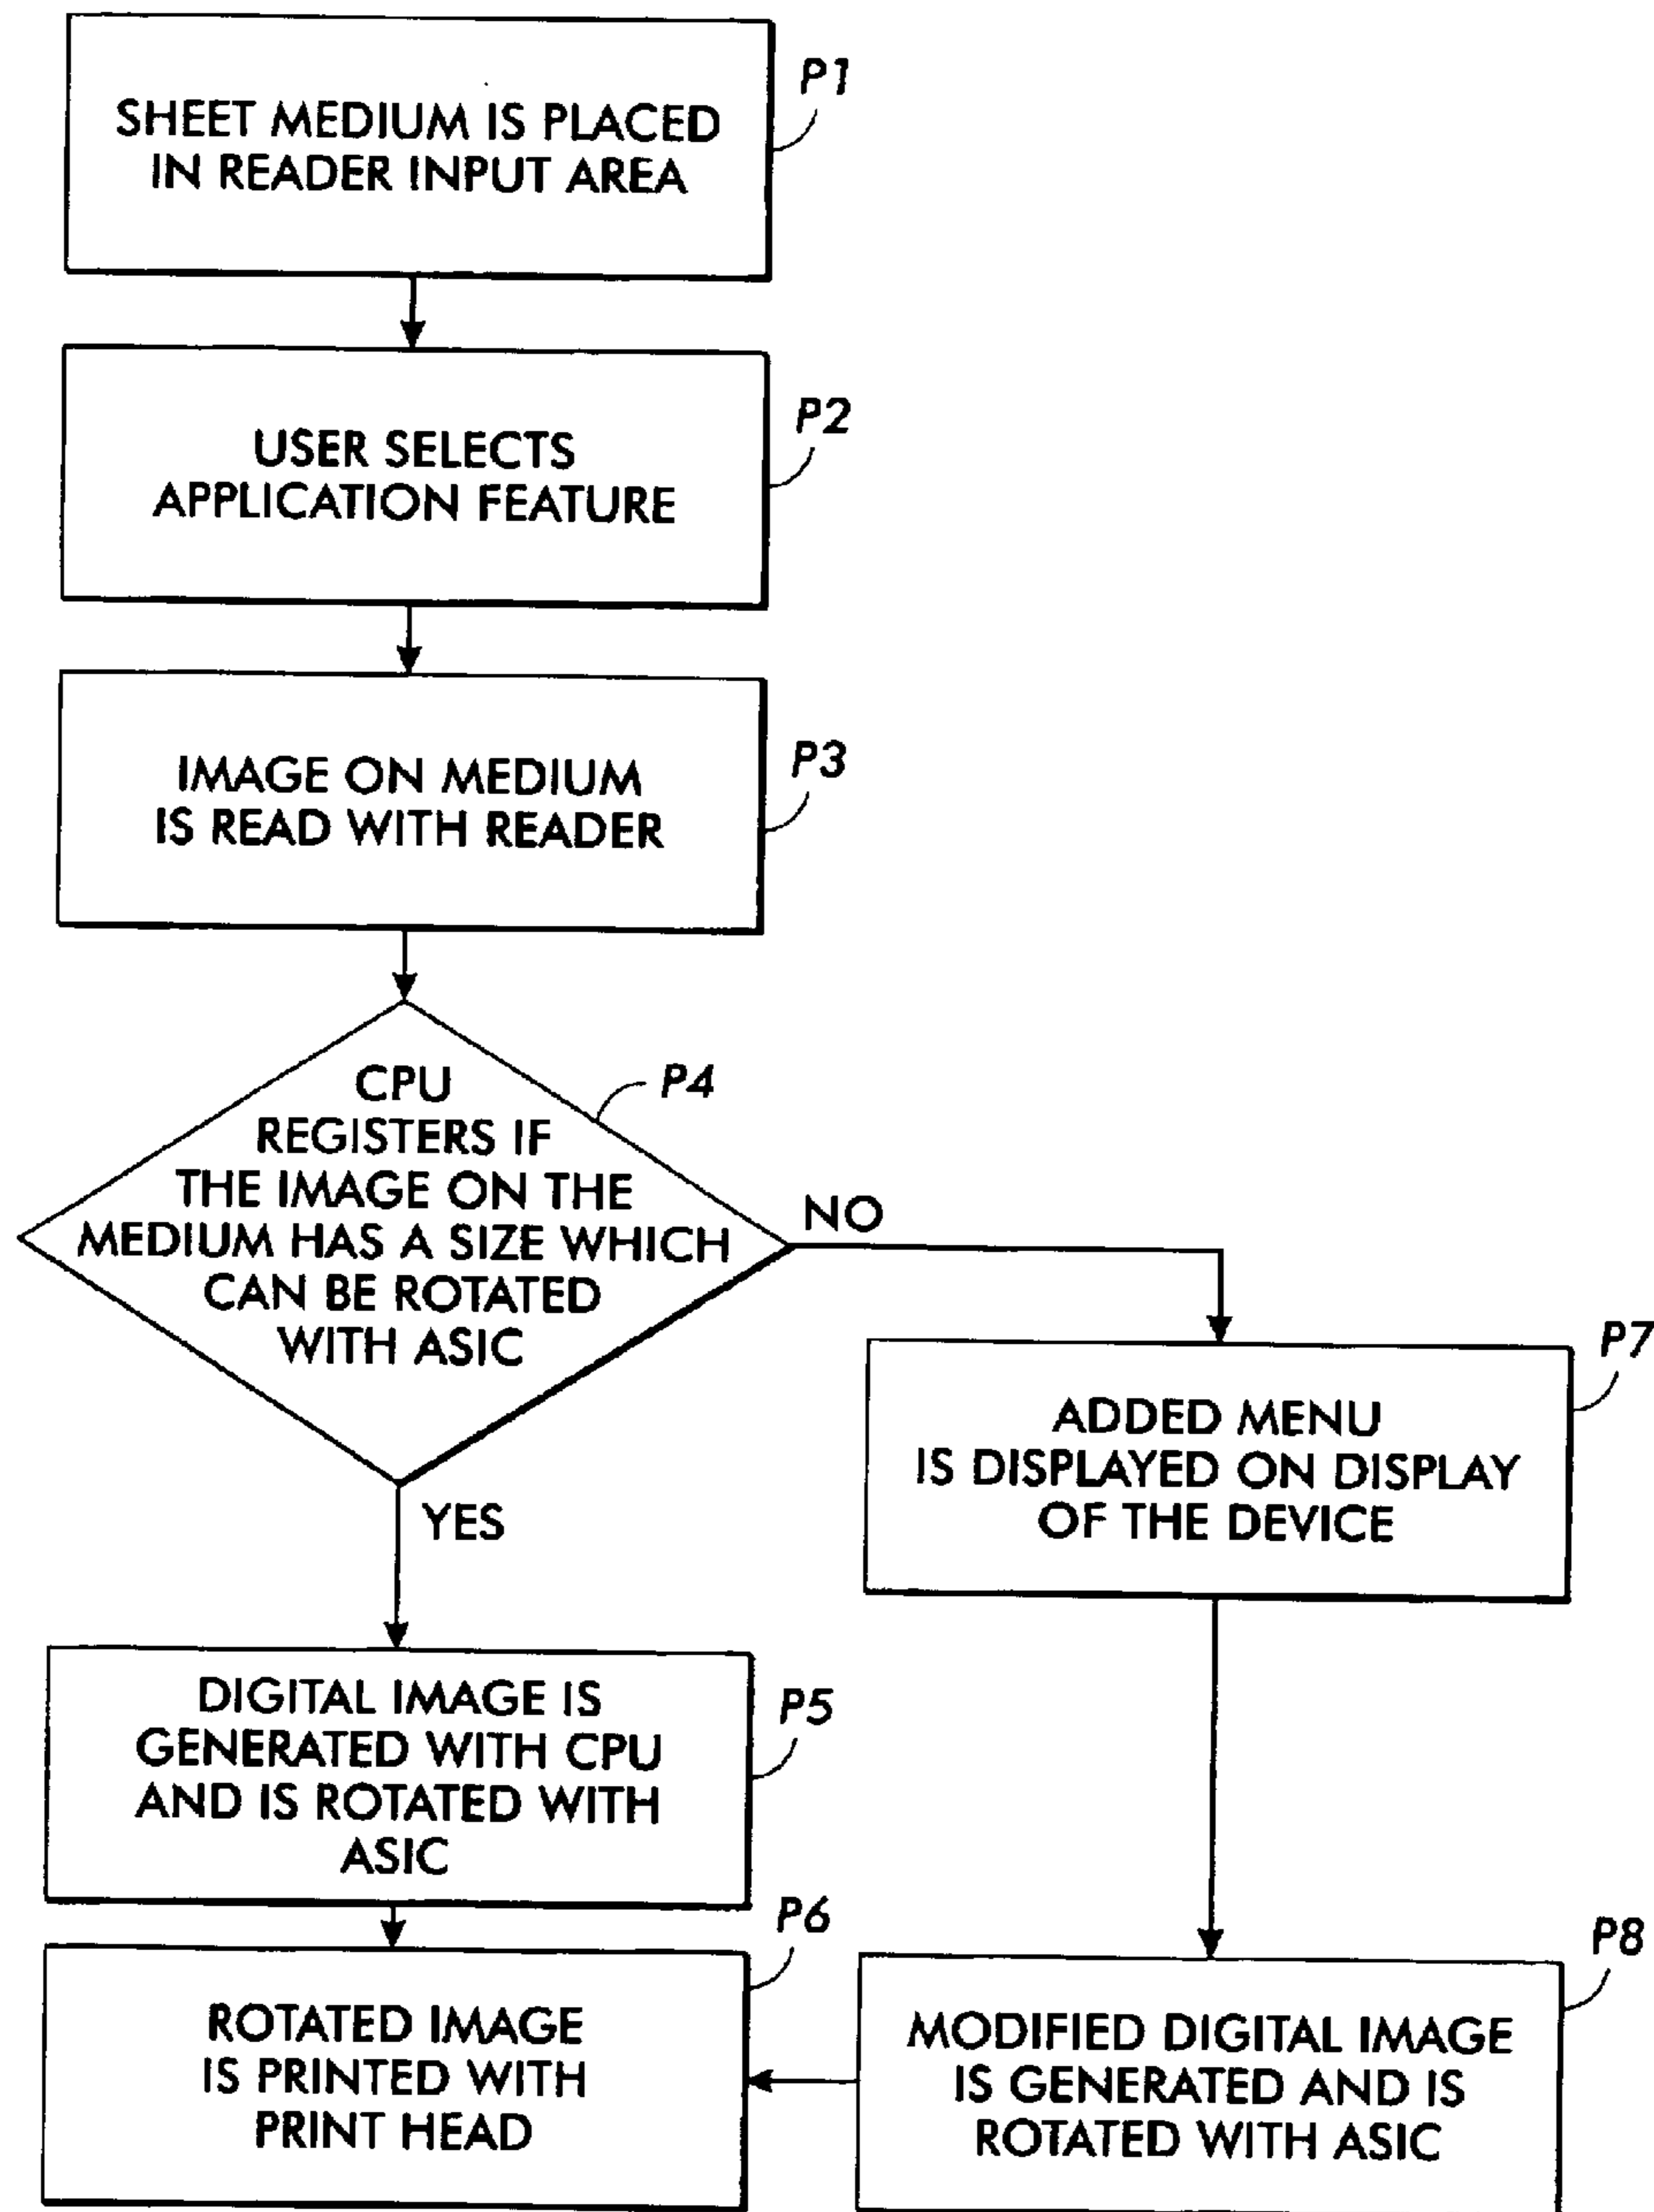 SHEET MEDIUM IS PLACED
IN READER INPUT AREA
P1
USER SELECTS
APPLICATION FEATURE
P2
IMAGE ON MEDIUM
IS READ WITH READER
P3
CPU
REGISTERS IF
THE IMAGE ON THE
MEDIUM HAS A SIZE WHICH
CAN BE ROTATED
WITH ASIC
P4
NO
YES
ADDED MENU
IS DISPLAYED ON DISPLAY
OF THE DEVICE
P7
DIGITAL IMAGE IS
GENERATED WITH CPU
AND IS ROTATED WITH
ASIC
P5
ROTATED IMAGE
IS PRINTED WITH
PRINT HEAD
P6
MODIFIED DIGITAL IMAGE
IS GENERATED AND IS
ROTATED WITH ASIC
P8